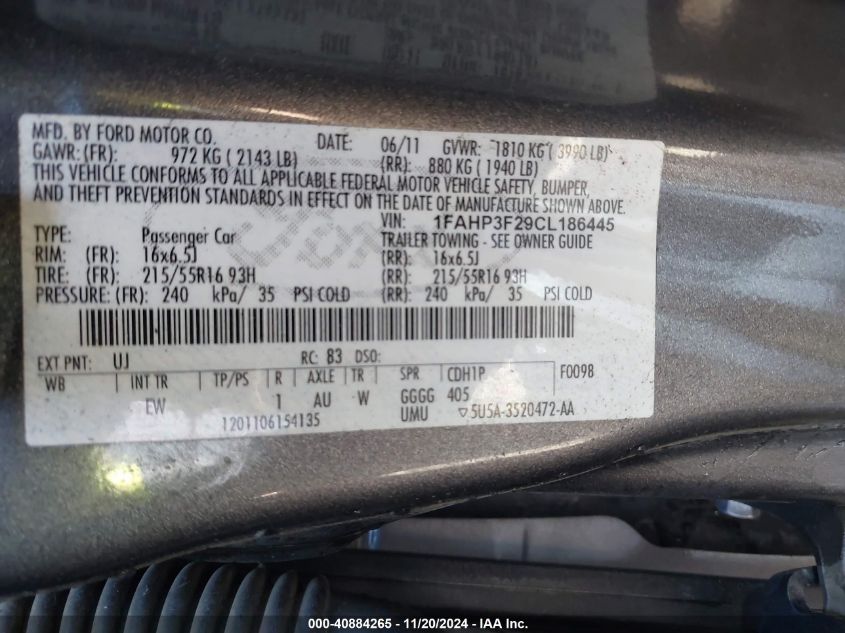 MFD. BY FORD MOTOR CO. DATE: 06/11 GVWR: 1810 KG ( 3990 LB)
GAWR:(FR): 972 KG ( 2143 LB) (RR): 880 KG ( 1940 LB)
THIS VEHICLE CONFORMS TO ALL APPLICABLE FEDERAL MOTOR VEHICLE SAFETY, BUMPER,
AND THEFT PREVENTION STANDARDS IN EFFECT ON THE DATE OF MANUFACTURE SHOWN ABOVE.
VIN: 1FAHP3F29CL186445
TYPE: Passenger Car TRAILER TOWING - SEE OWNER GUIDE
RIM: (FR): 16x6.5J (RR): 16x6.5J
TIRE: (FR): 215/55R16 93H (RR): 215/55R16 93H
PRESSURE: (FR): 240 kPa/ 35 PSI COLD (RR): 240 kPa/ 35 PSI COLD
EXT PNT: UJ RC: 83 DSO:
WB INT TR TP/PS R AXLE TR SPR CDH1P F0098
EW 1 AU W GGGG 405
1201106154135 UMU ▽5U5A-3520472-AA
000-40884265 - 11/20/2024 - IAA Inc.